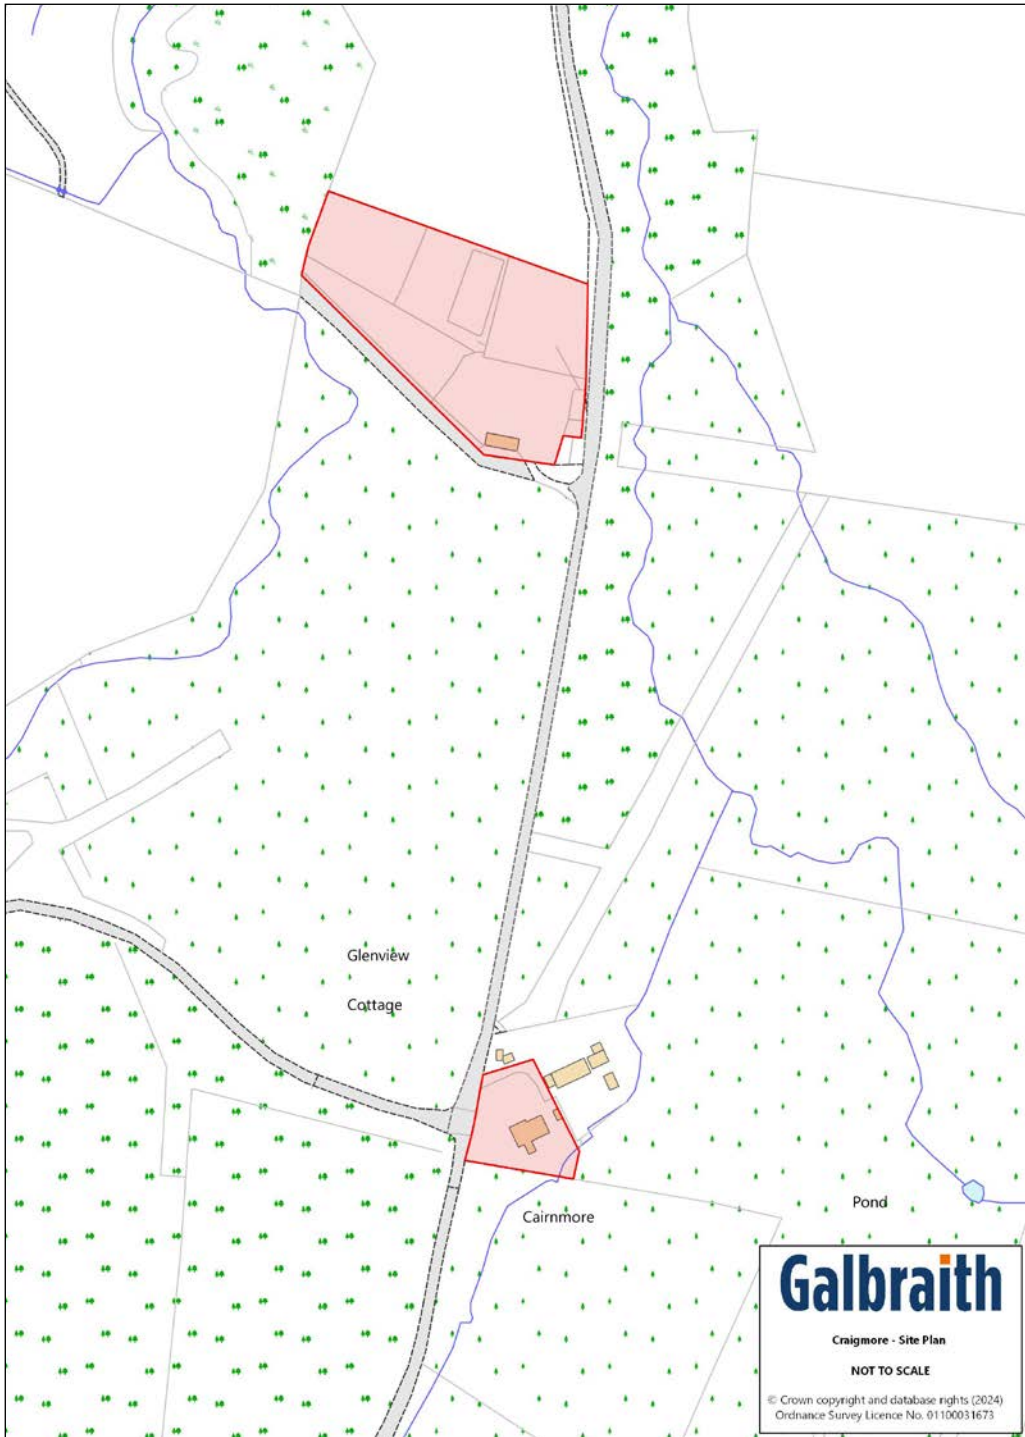 Glenview
Cottage
Cairnmore
Pond
Galbraith
Craigmore - Site Plan
NOT TO SCALE
© Crown copyright and database rights (2024)
Ordnance Survey Licence No. 01100031673